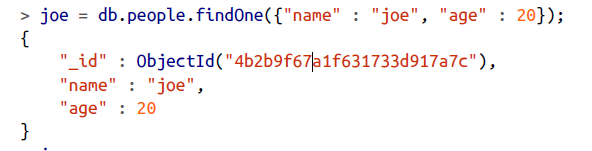 > joe = db.people.findOne({"name" : "joe", "age" : 20});
{
"_id" : ObjectId("4b2b9f67a1f631733d917a7c"),
"name" : "joe",
"age" : 20
}